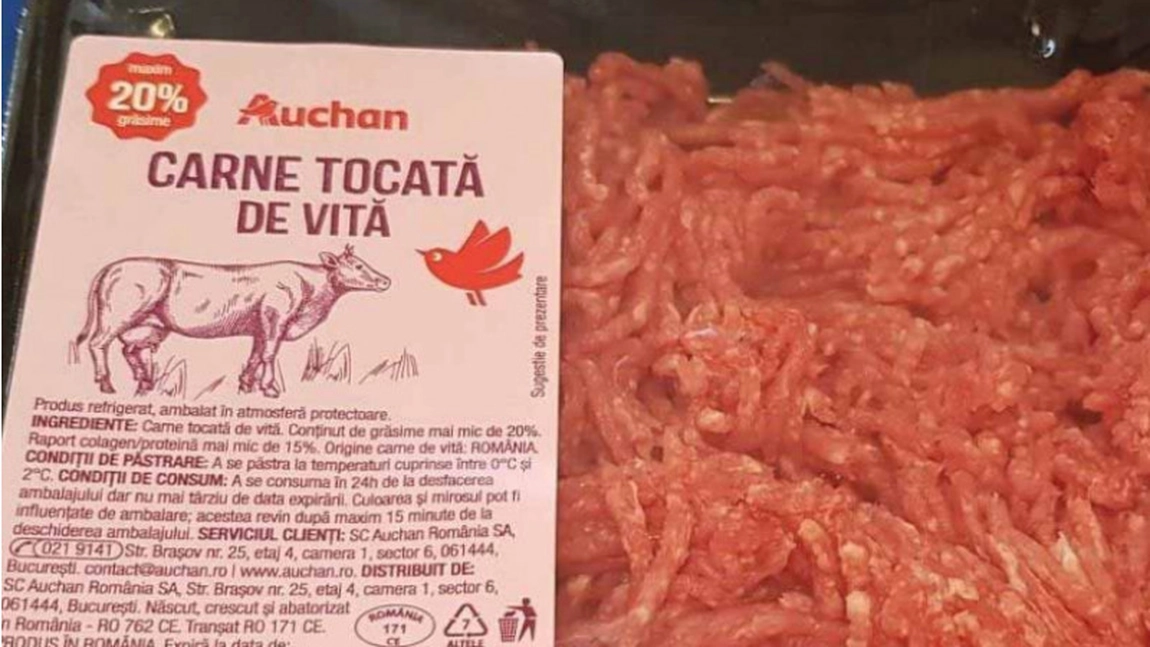 maxim
20%
grăsime
Auchan
CARNE TOCATĂ
DE VITĂ
Sugestie de prezentare
Produs refrigerat, ambalat în atmosferă protectoare.
INGREDIENTE: Carne tocată de vită. Conținut de grăsime mai mic de 20%.
Raport colagen/proteină mai mic de 15%. Origine carne de vită: ROMÂNIA.
CONDIȚII DE PĂSTRARE: A se păstra la temperaturi cuprinse între 0°C și
2°C. CONDIȚII DE CONSUM: A se consuma în 24h de la desfacerea
ambalajului dar nu mai târziu de data expirării. Culoarea și mirosul pot fi
influențate de ambalare; acestea revin după maxim 15 minute de la
deschiderea ambalajului. SERVICIUL CLIENȚI: SC Auchan România SA,
021 9141 Str. Brașov nr. 25, etaj 4, camera 1, sector 6, 061444,
București. contact@auchan.ro | www.auchan.ro. DISTRIBUIT DE:
SC Auchan România SA, Str. Brașov nr. 25, etaj 4, camera 1, sector 6,
061444, București. Născut, crescut și abatorizat
n România - RO 762 CE. Tranșat RO 171 CE.
PRODUS ÎN ROMÂNIA. Expiră la data de:
ROMÂNIA
171
CE
7
ALTELE